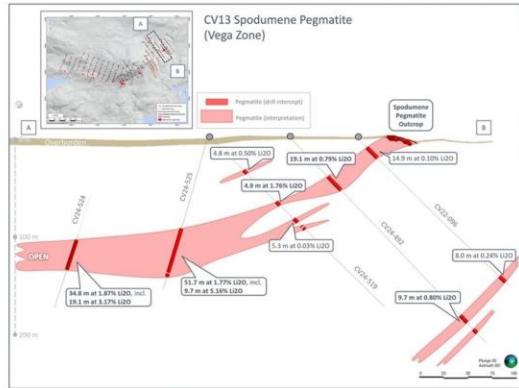 CV13 Spodumene Pegmatite
(Vega Zone)
A
B
Pegmatite (drill intercept)
Pegmatite (interpretation)
Spodumene
Pegmatite
Outcrop
A
B
Overburden
4.8 m at 0.50% Li2O
19.1 m at 0.79% Li2O
14.9 m at 0.10% Li2O
4.9 m at 1.76% Li2O
CV24-525
CV24-524
CV22-096
CV24-492
CV24-519
5.3 m at 0.03% Li2O
100 m
OPEN
8.0 m at 0.24% Li2O
34.8 m at 1.87% Li2O, incl.
19.1 m at 3.17% Li2O
51.7 m at 1.77% Li2O, incl.
9.7 m at 5.16% Li2O
9.7 m at 0.80% Li2O
200 m
0
25
50
75
100